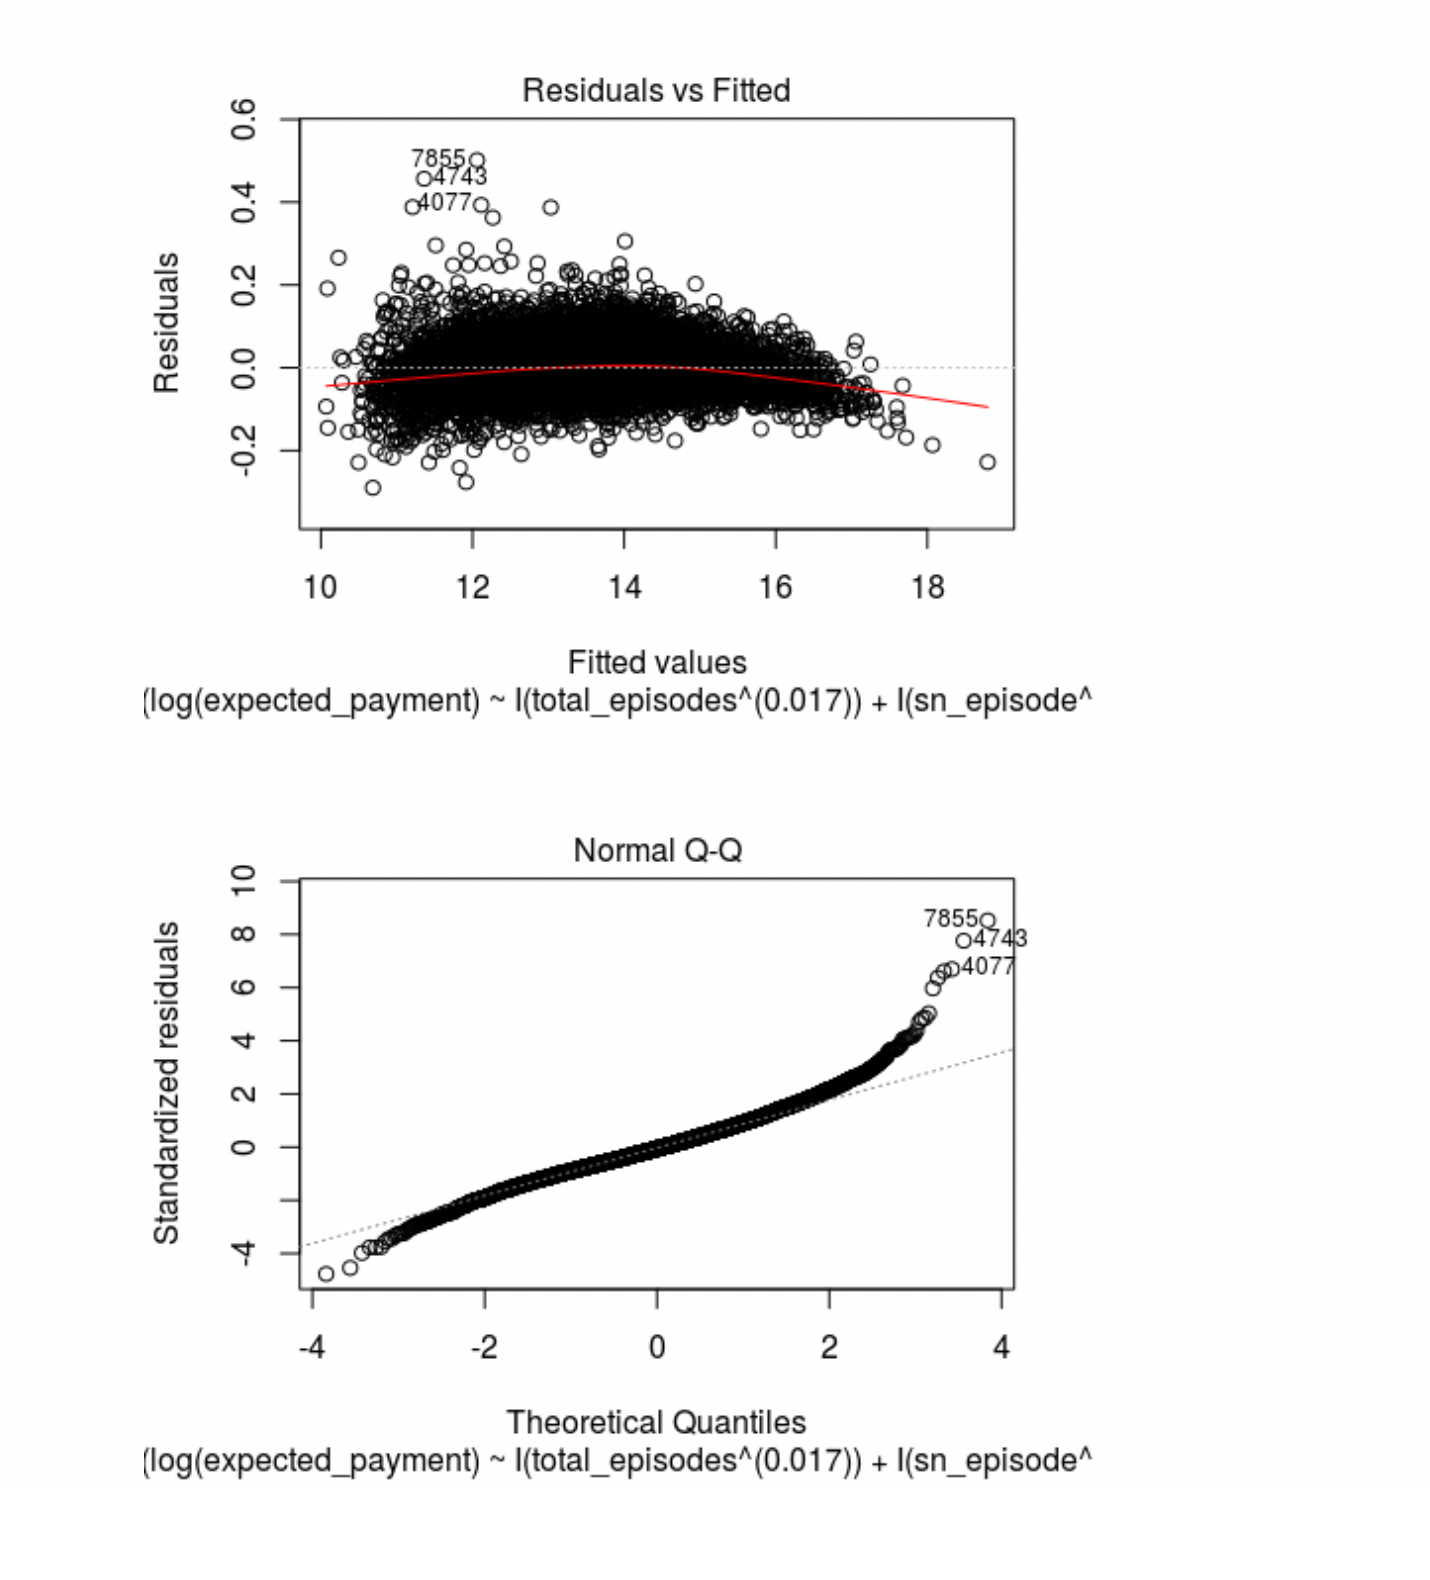 Residuals vs Fitted
0.6
0.4
0.2
0.0
-0.2
Residuals
7855
4743
4077
10 12 14 16 18
Fitted values
(log(expected_payment) ~ I(total_episodes^(0.017)) + I(sn_episode^
Normal Q-Q
10
8
6
4
2
0
-4
Standardized residuals
7855
4743
4077
-4 -2 0 2 4
Theoretical Quantiles
(log(expected_payment) ~ I(total_episodes^(0.017)) + I(sn_episode^